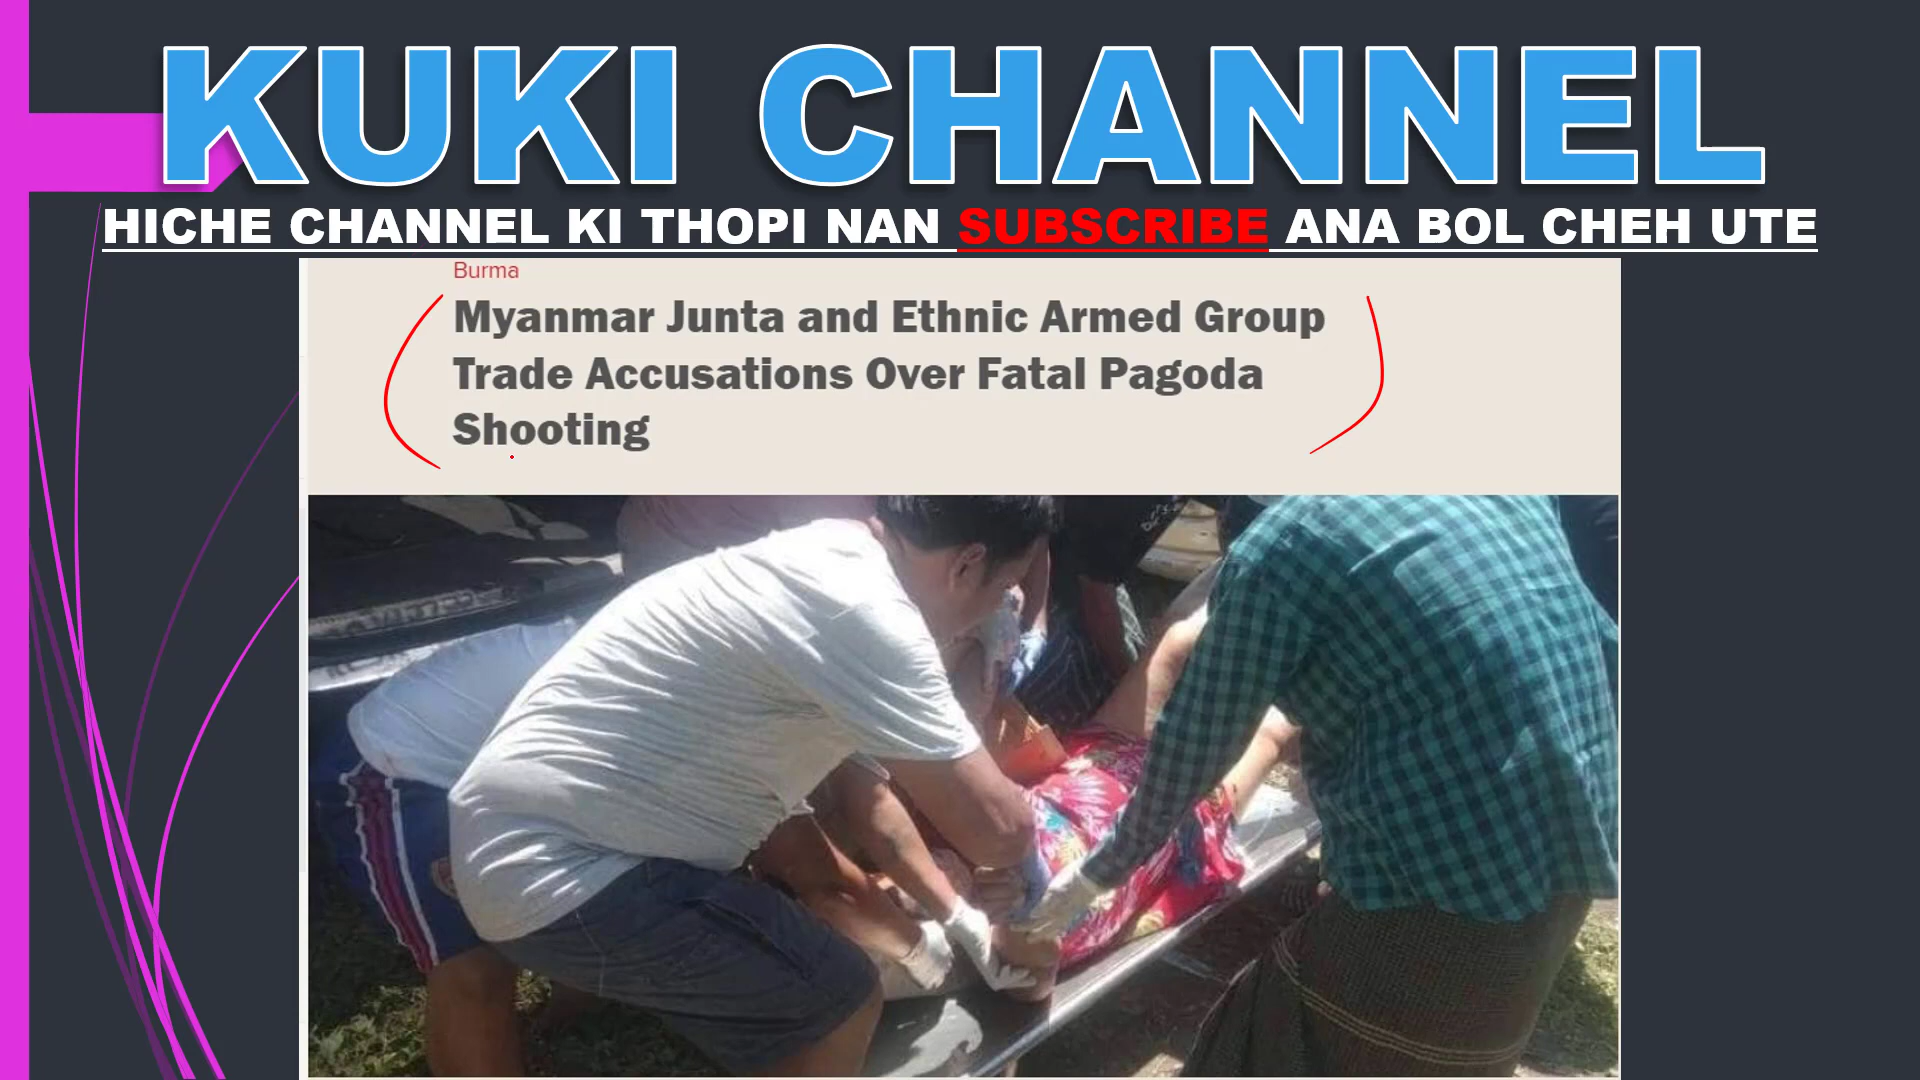 KUKI CHANNEL
HICHE CHANNEL KI THOPI NAN SUBSCRIBE ANA BOL CHEH UTE
Burma
Myanmar Junta and Ethnic Armed Group
Trade Accusations Over Fatal Pagoda
Shooting